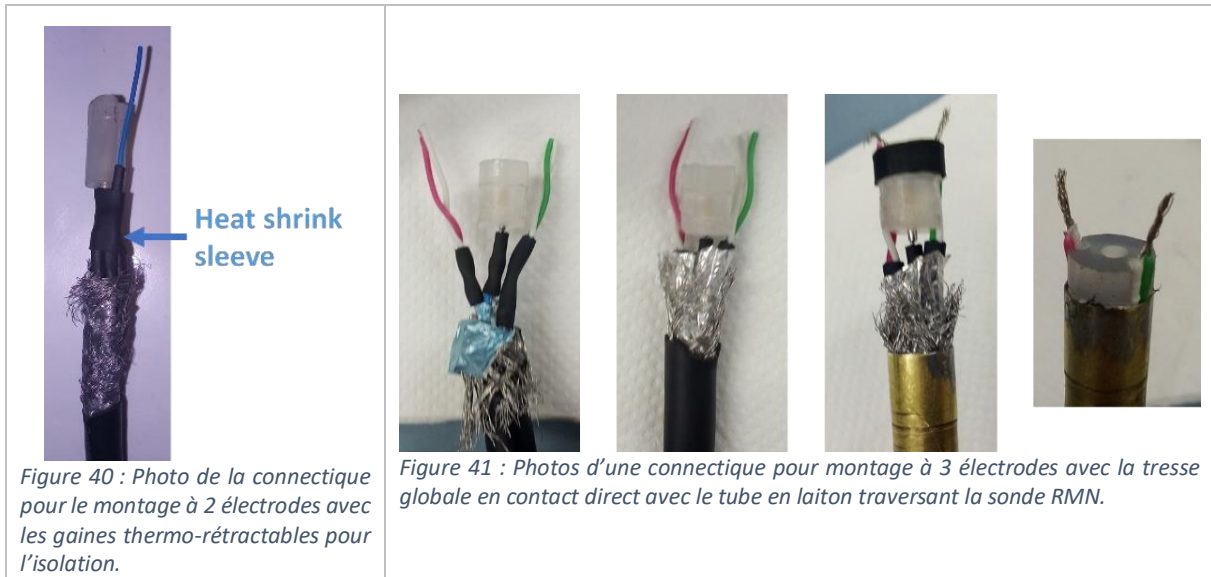 Heat shrink
sleeve
Figure 40 : Photo de la connectique
pour le montage à 2 électrodes avec
les gaines thermo-rétractables pour
l’isolation.
Figure 41 : Photos d’une connectique pour montage à 3 électrodes avec la tresse
globale en contact direct avec le tube en laiton traversant la sonde RMN.